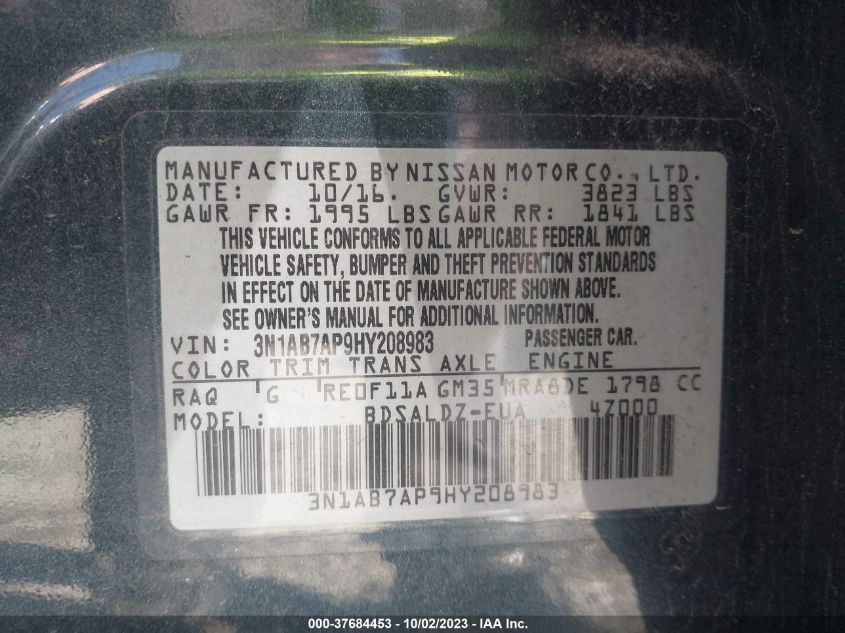 MANUFACTURED BY NISSAN MOTOR CO., LTD.
DATE: 10/16. GVWR: 3823 LBS
GAWR FR: 1995 LBS GAWR RR: 1841 LBS
THIS VEHICLE CONFORMS TO ALL APPLICABLE FEDERAL MOTOR
VEHICLE SAFETY, BUMPER AND THEFT PREVENTION STANDARDS
IN EFFECT ON THE DATE OF MANUFACTURE SHOWN ABOVE.
SEE OWNER'S MANUAL FOR ADDITIONAL INFORMATION.
VIN: 3N1AB7AP9HY208983 PASSENGER CAR.
COLOR TRIM TRANS AXLE ENGINE
RAQ G RE0F11A GM35 MRA8DE 1798 CC
MODEL: BDSALDZ-EUA 4Z000
3N1AB7AP9HY208983
000-37684453 - 10/02/2023 - IAA Inc.